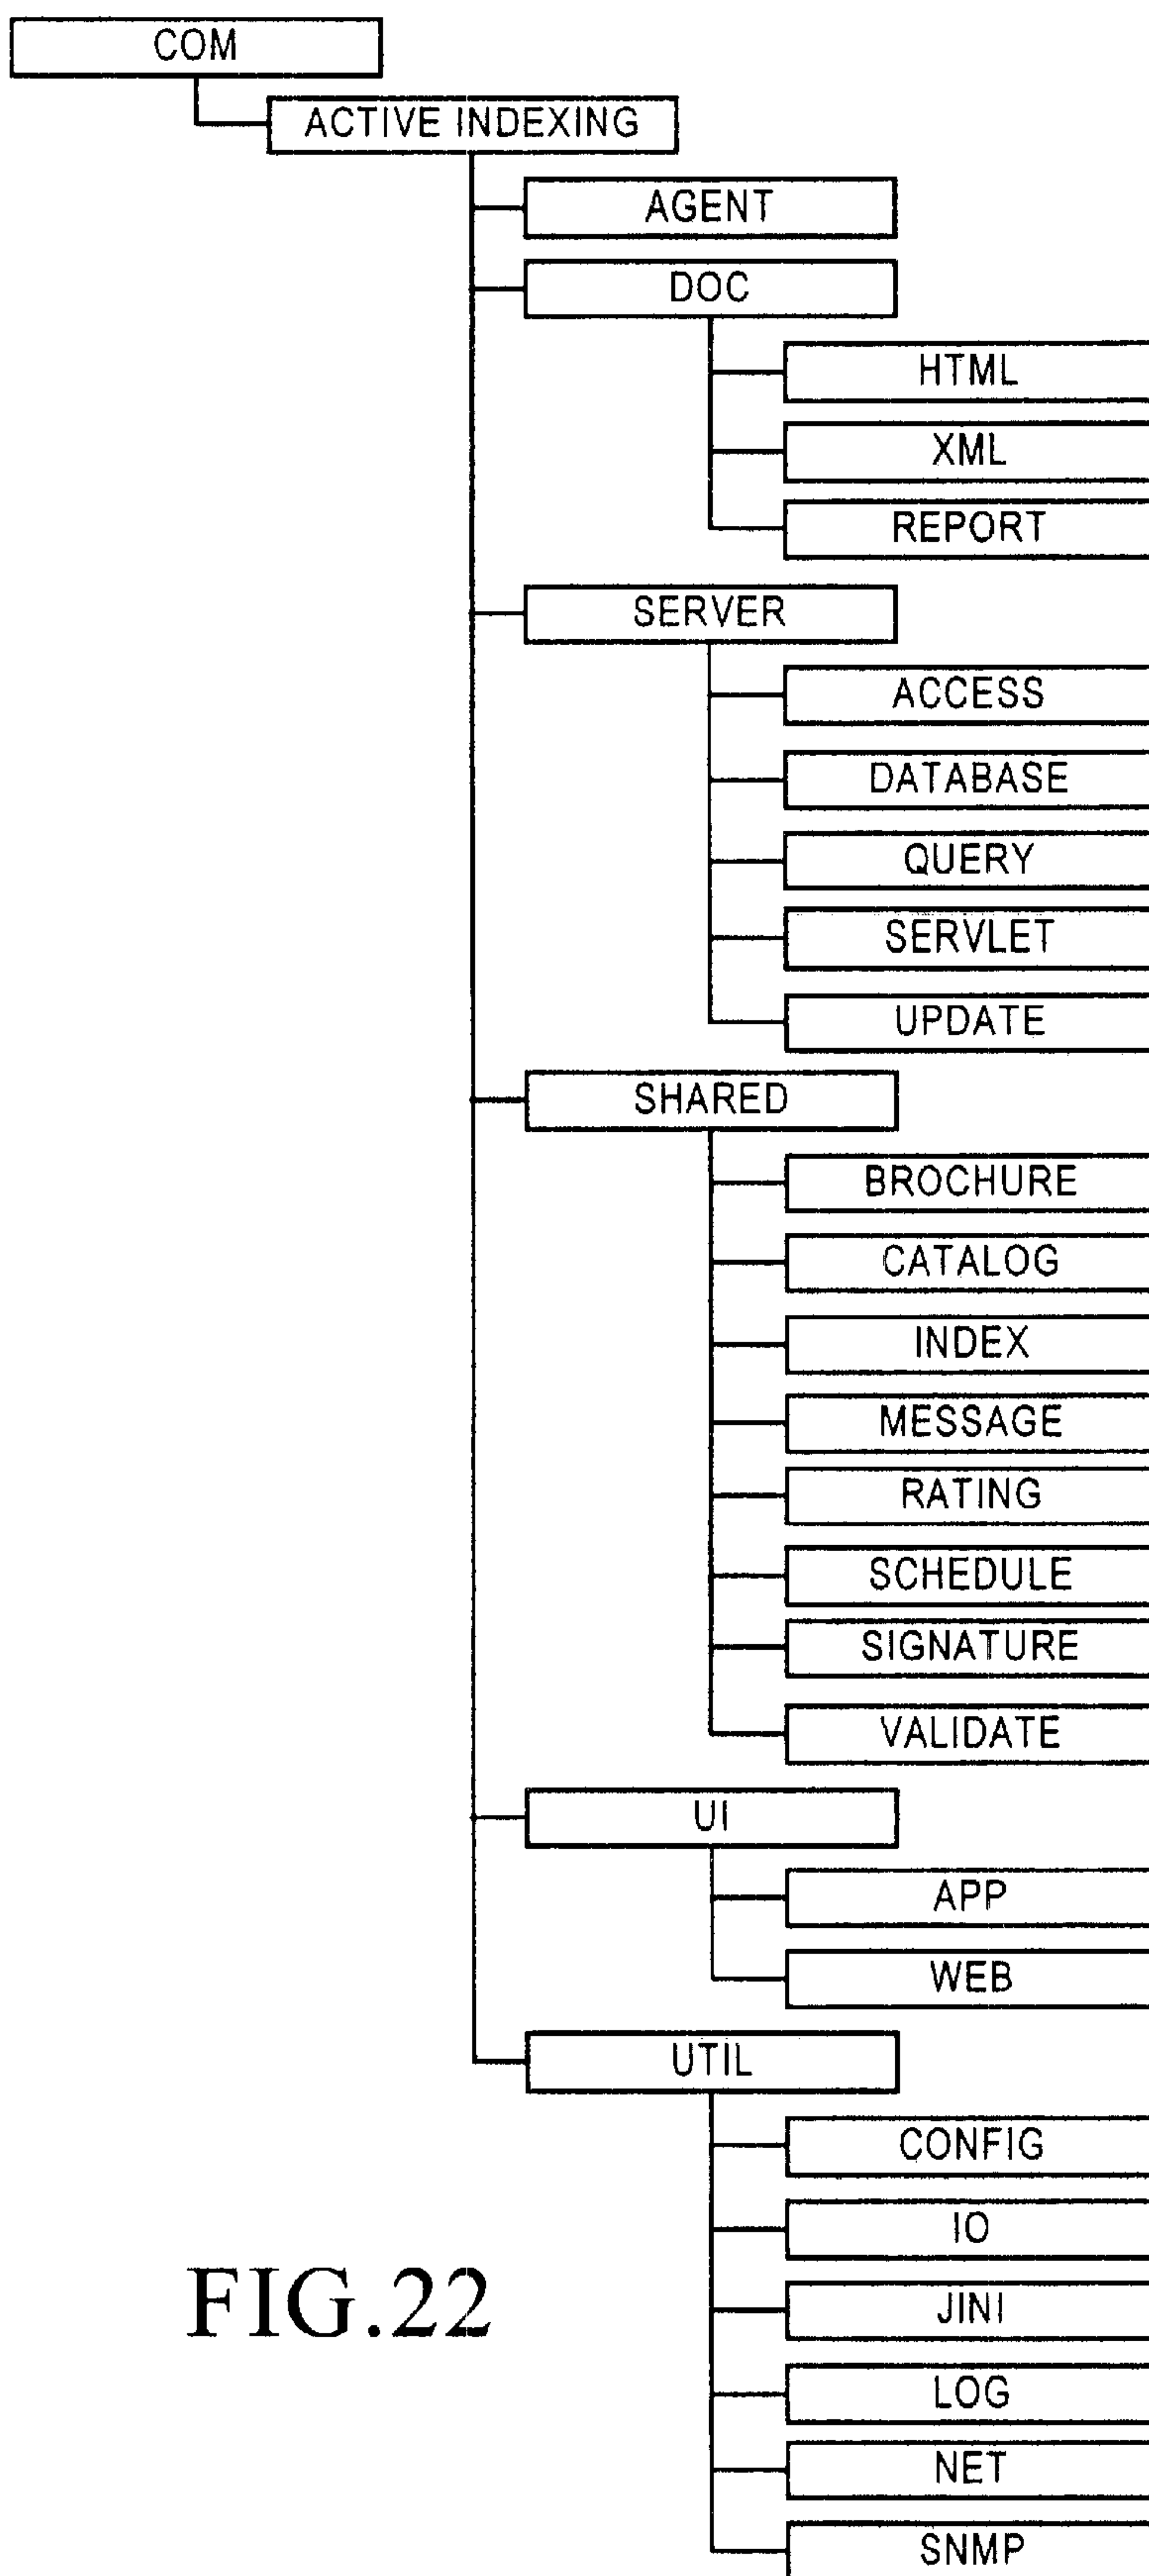 COM
ACTIVE INDEXING
AGENT
DOC
HTML
XML
REPORT
SERVER
ACCESS
DATABASE
QUERY
SERVLET
UPDATE
SHARED
BROCHURE
CATALOG
INDEX
MESSAGE
RATING
SCHEDULE
SIGNATURE
VALIDATE
UI
APP
WEB
UTIL
CONFIG
IO
JINI
LOG
NET
SNMP
FIG.22